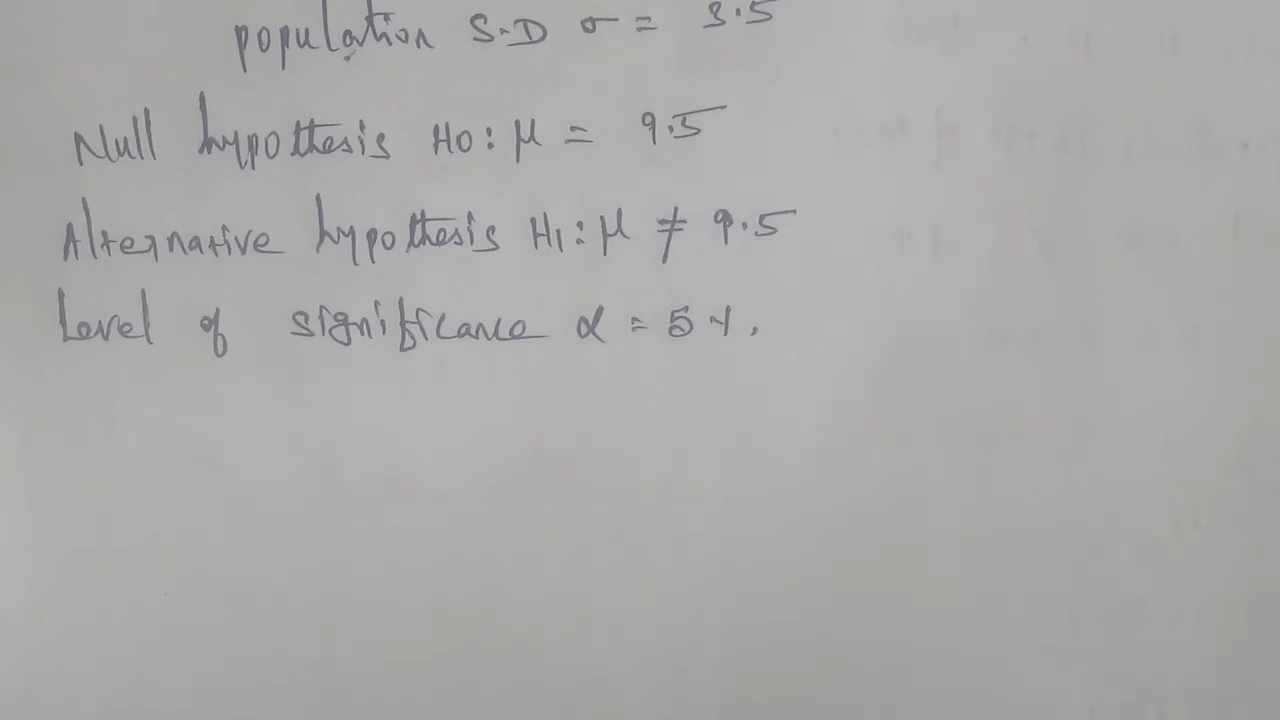 population S.D σ = 3.5
Null hypothesis H0 : μ = 9.5
Alternative hypothesis H1 : μ ≠ 9.5
Level of significance α = 5 %.